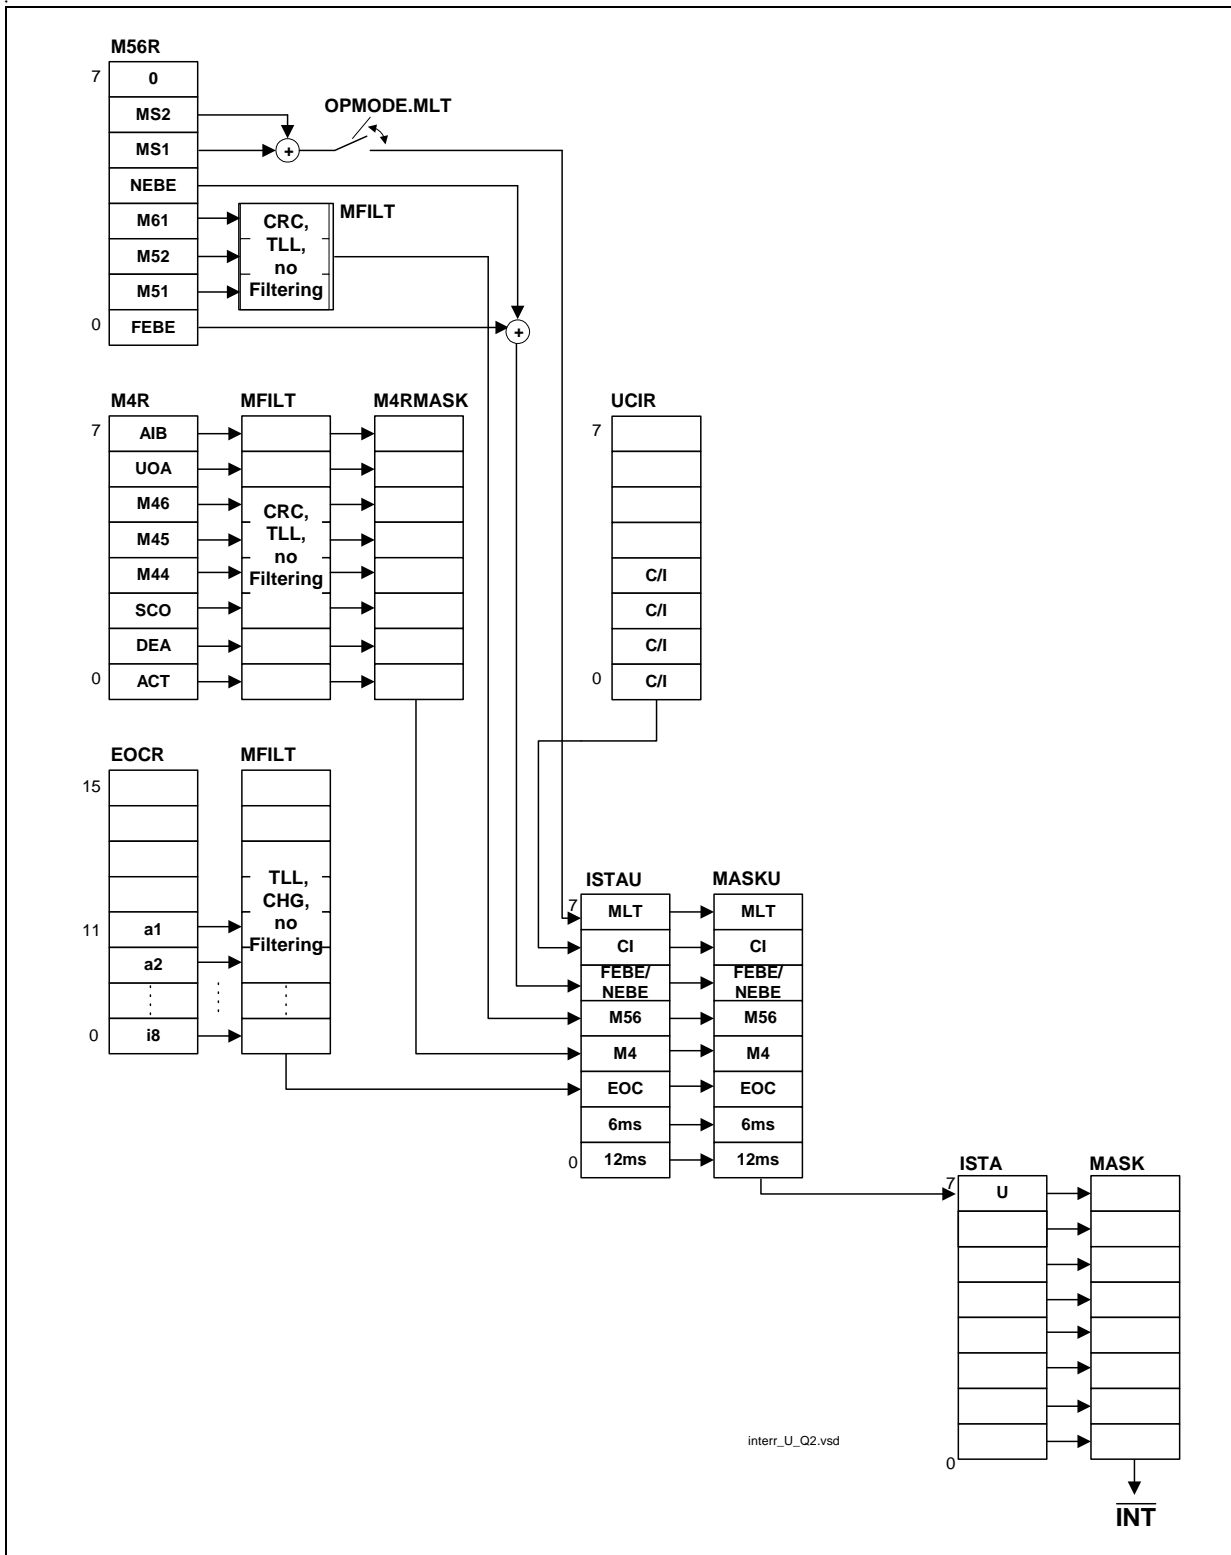 M56R
7
0
MS2
OPMODE.MLT
MS1
+
NEBE
M61
MFILT
CRC,
TLL,
no
Filtering
M52
M51
0
FEBE
+
M4R
MFILT
M4RMASK
UCIR
7
AIB
7
UOA
M46
CRC,
TLL,
no
Filtering
M45
M44
C/I
SCO
C/I
DEA
C/I
0
ACT
0
C/I
EOCR
MFILT
15
TLL,
CHG,
no
Filtering
11
a1
a2
0
i8
ISTAU
MASKU
7
MLT
MLT
CI
CI
FEBE/
NEBE
FEBE/
NEBE
M56
M56
M4
M4
EOC
EOC
6ms
6ms
0
12ms
12ms
ISTA
MASK
7
U
0
interr_U_Q2.vsd
INT